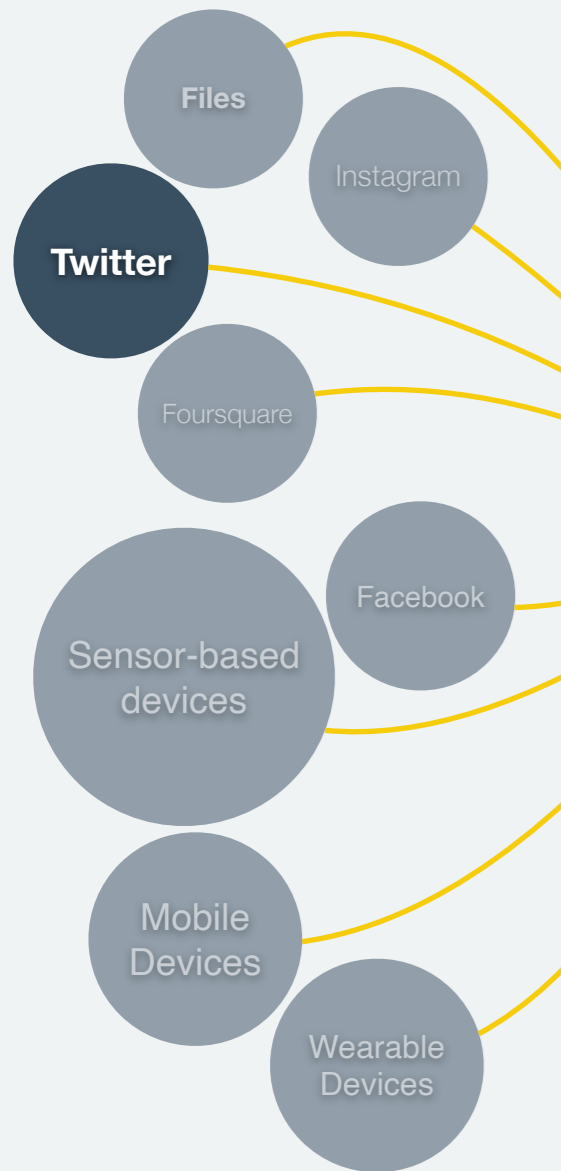 Files
Instagram
Twitter
Foursquare
Facebook
Sensor-based
devices
Mobile
Devices
Wearable
Devices